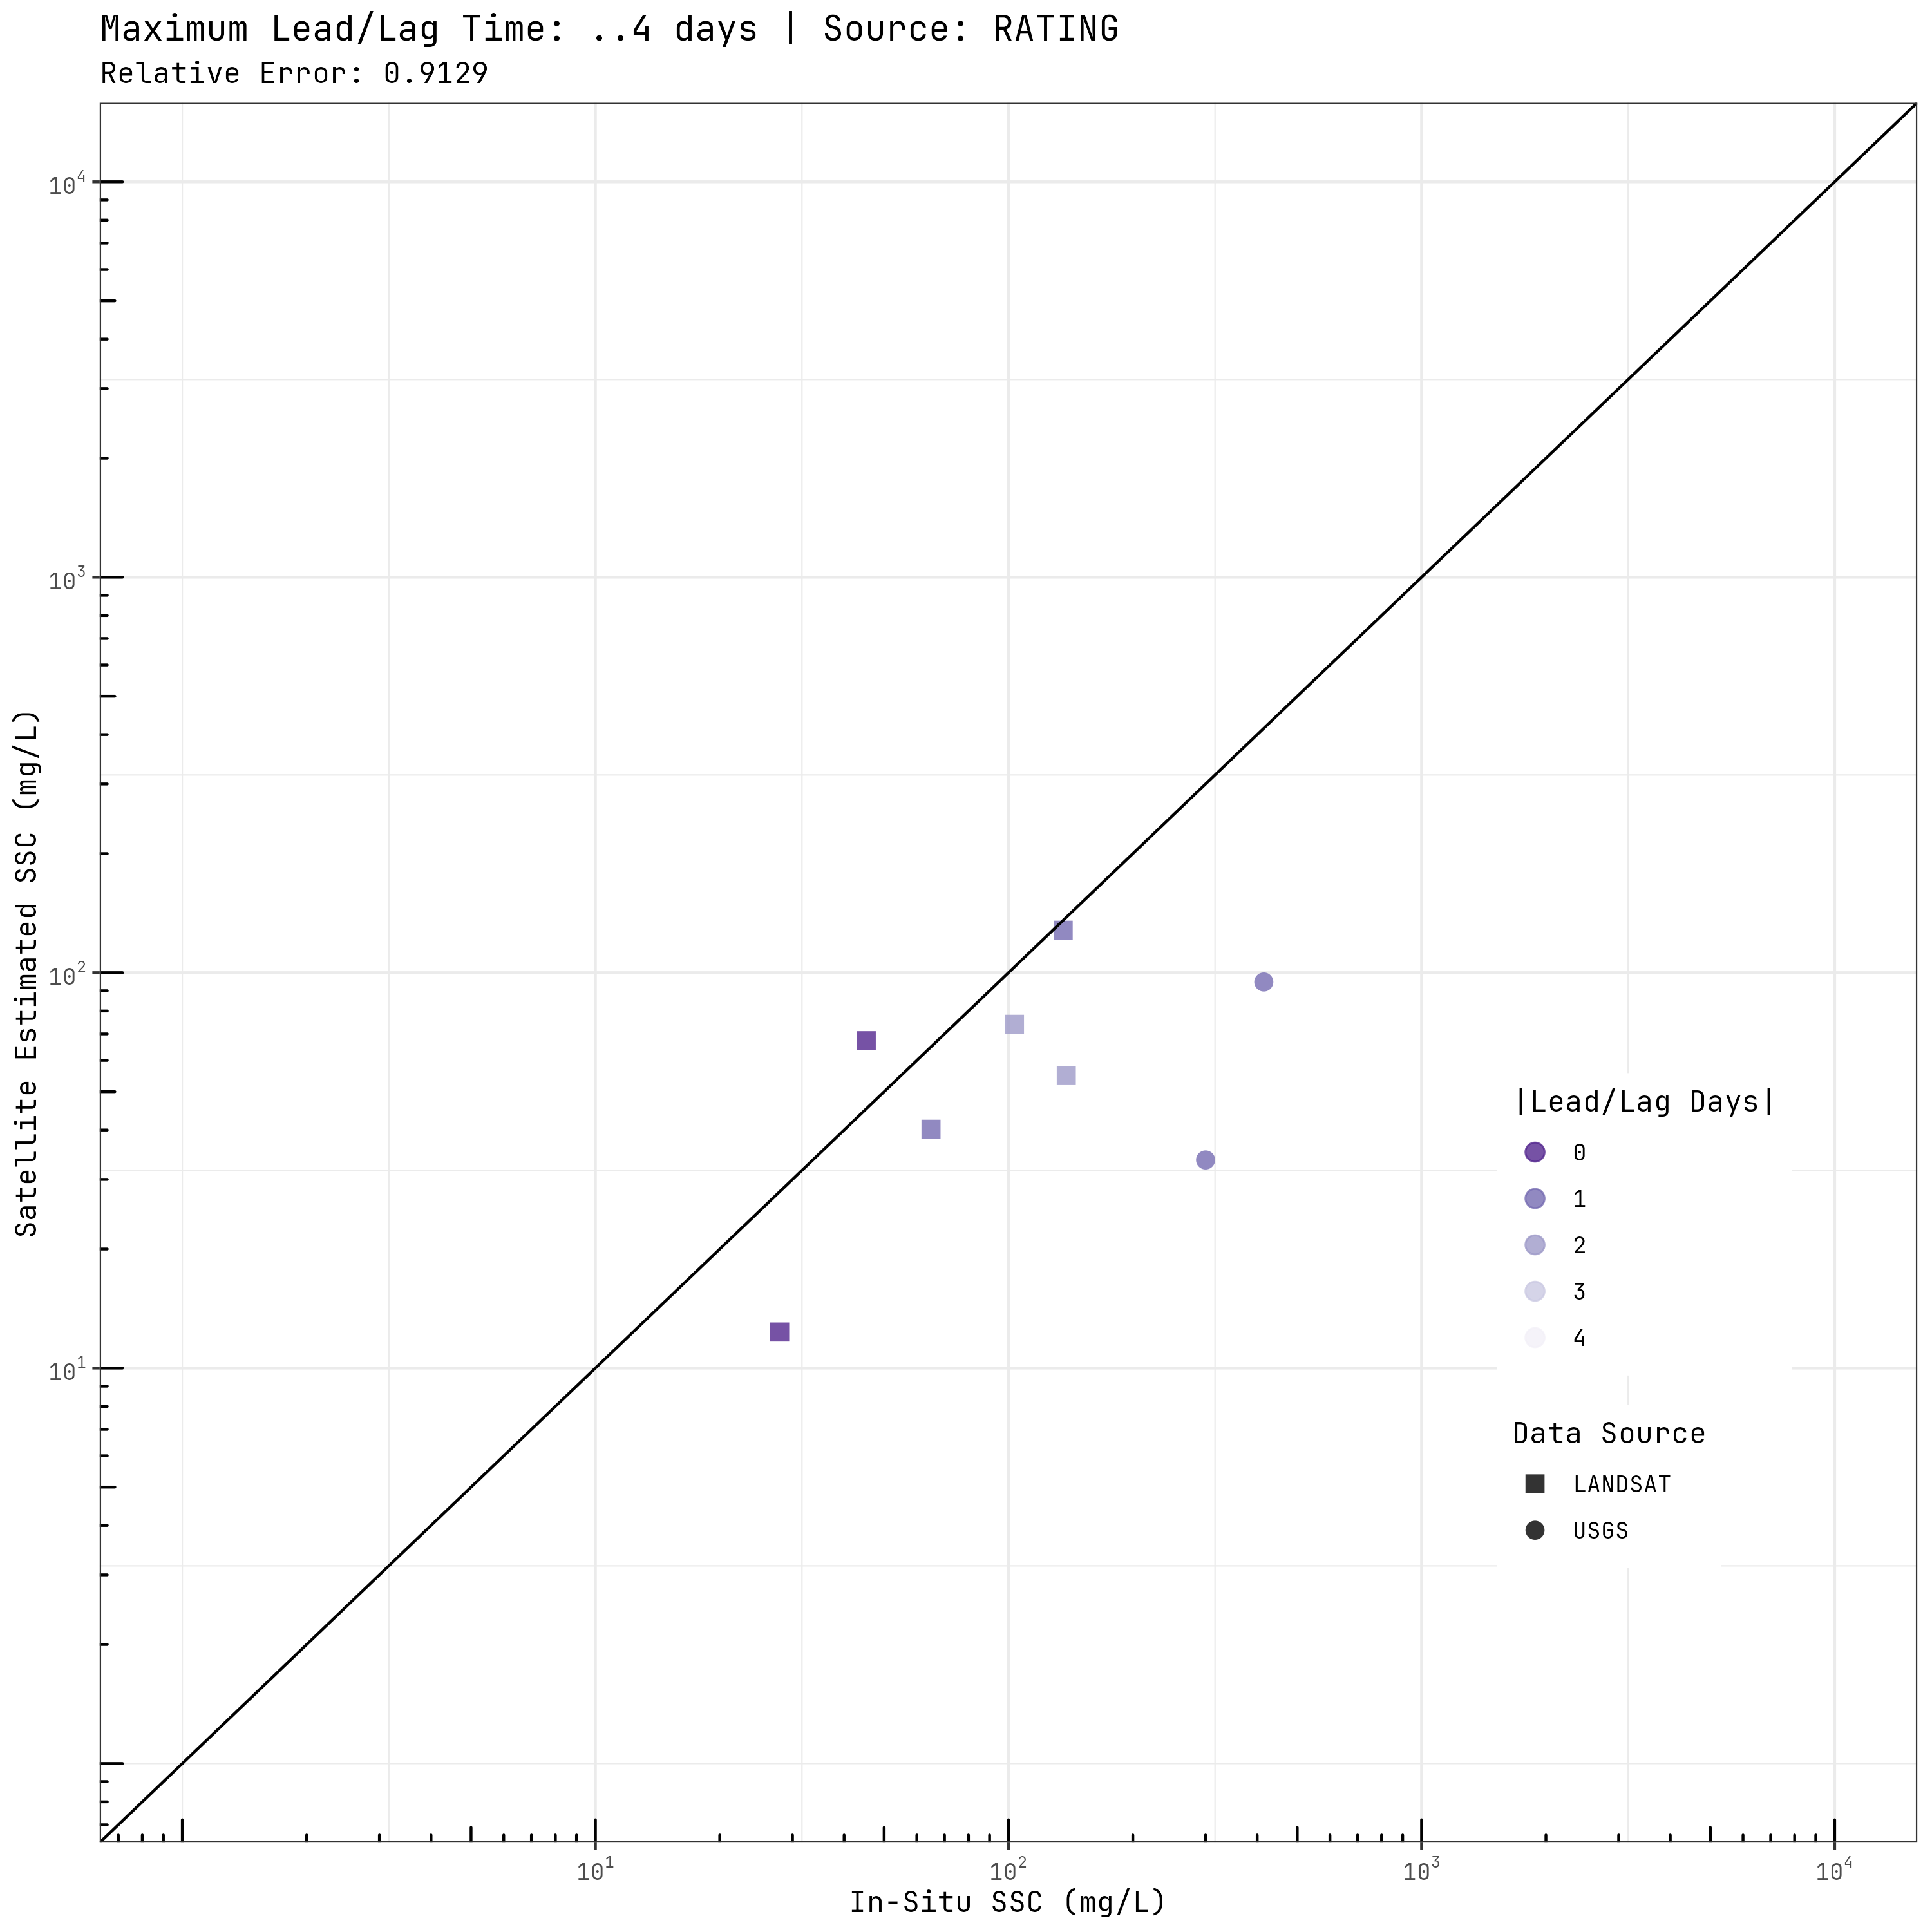 Maximum Lead/Lag Time: ..4 days | Source: RATING
Relative Error: 0.9129
10⁴
10³
10²
10¹
Satellite Estimated SSC (mg/L)
|Lead/Lag Days|
0
1
2
3
4
Data Source
LANDSAT
USGS
10¹ 10² 10³ 10⁴
In-Situ SSC (mg/L)